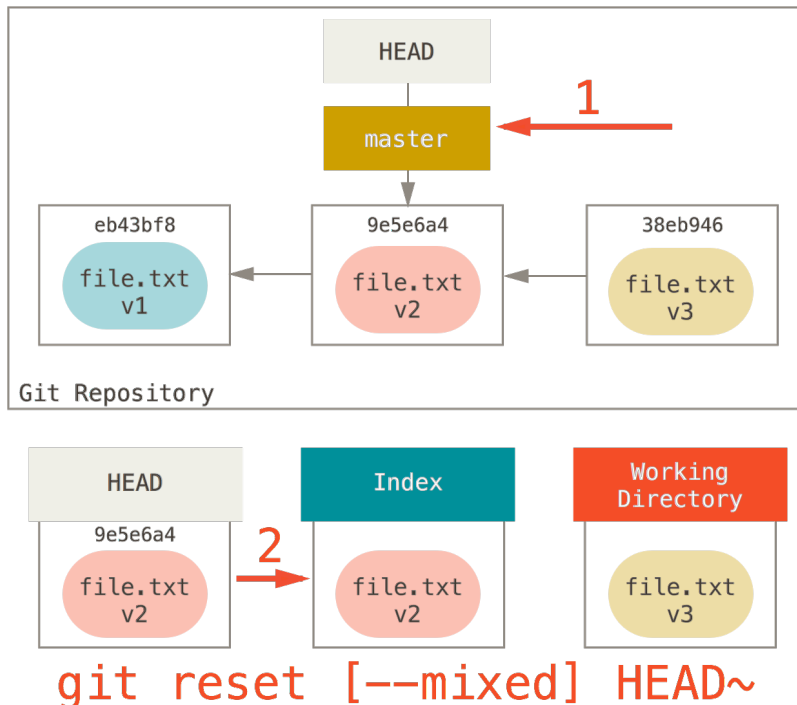 HEAD
1
master
eb43bf8
9e5e6a4
38eb946
file.txt
v1
file.txt
v2
file.txt
v3
Git Repository
HEAD
Index
Working
Directory
9e5e6a4
2
file.txt
v2
file.txt
v2
file.txt
v3
git reset [--mixed] HEAD~